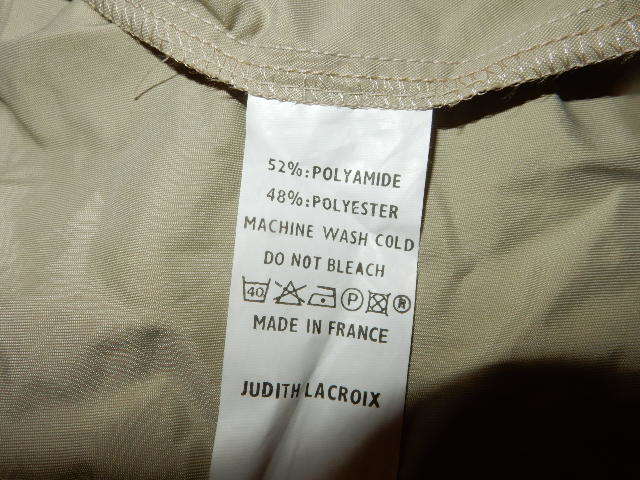 52%:POLYAMIDE
48%:POLYESTER
MACHINE WASH COLD
DO NOT BLEACH
40 P ®
MADE IN FRANCE
JUDITH LACROIX